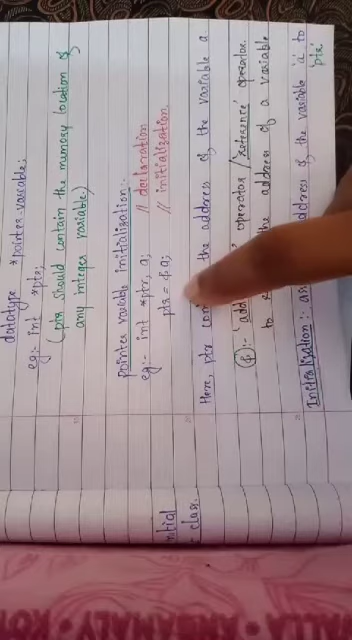 datatype *pointer-variable;
eg:- int *ptr;
(ptr should contain the memory location of
any integer variable)
pointer variable initialization:-
eg:- int *ptr, a; // declaration
ptr = &a; // initialization
Here, ptr the address of the variable a
(&):- operator / 'reference' operator.
to the address of a variable
Initialization :- address of the variable 'a' to
'ptr'
class.